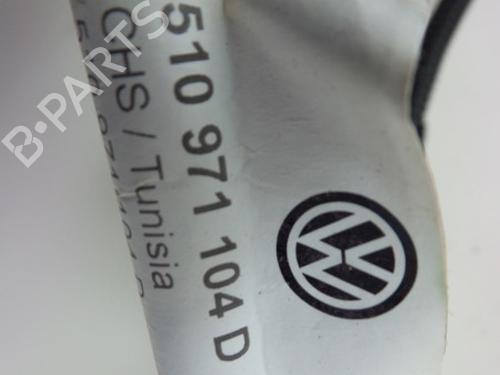 510 971 104 D
CHS / Tunisia
B-PARTS